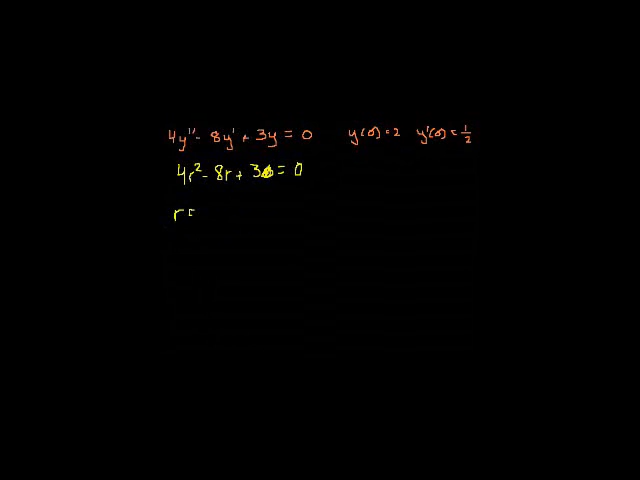 4y'' - 8y' + 3y = 0 y(0) = 2 y'(0) = 1/2
4r² - 8r + 3 = 0
r =